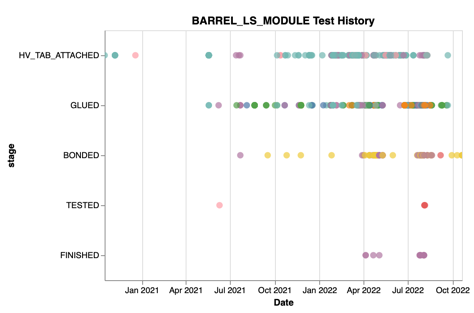 BARREL_LS_MODULE Test History
HV_TAB_ATTACHED
GLUED
BONDED
TESTED
FINISHED
stage
Jan 2021 Apr 2021 Jul 2021 Oct 2021 Jan 2022 Apr 2022 Jul 2022 Oct 2022
Date